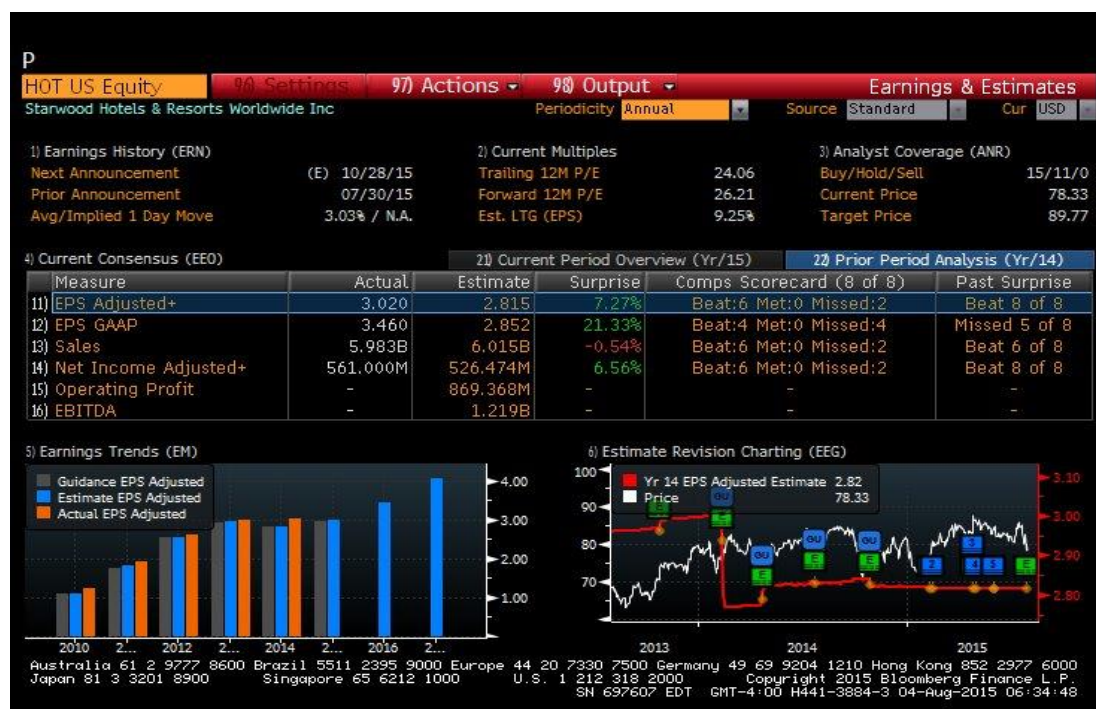 P
HOT US Equity 96) Settings 97) Actions 98) Output Earnings & Estimates
Starwood Hotels & Resorts Worldwide Inc Periodicity Annual Source Standard Cur USD
1) Earnings History (ERN) 2) Current Multiples 3) Analyst Coverage (ANR)
Next Announcement (E) 10/28/15 Trailing 12M P/E 24.06 Buy/Hold/Sell 15/11/0
Prior Announcement 07/30/15 Forward 12M P/E 26.21 Current Price 78.33
Avg/Implied 1 Day Move 3.03% / N.A. Est. LTG (EPS) 9.25% Target Price 89.77
4) Current Consensus (EEO) 21) Current Period Overview (Yr/15) 22) Prior Period Analysis (Yr/14)
Measure Actual Estimate Surprise Comps Scorecard (8 of 8) Past Surprise
11) EPS Adjusted+ 3.020 2.815 7.27% Beat:6 Met:0 Missed:2 Beat 8 of 8
12) EPS GAAP 3.460 2.852 21.33% Beat:4 Met:0 Missed:4 Missed 5 of 8
13) Sales 5.983B 6.015B -0.54% Beat:6 Met:0 Missed:2 Beat 6 of 8
14) Net Income Adjusted+ 561.000M 526.474M 6.56% Beat:6 Met:0 Missed:2 Beat 8 of 8
15) Operating Profit - 869.368M - - -
16) EBITDA - 1.219B - - -
5) Earnings Trends (EM) 6) Estimate Revision Charting (EEG)
Guidance EPS Adjusted
Estimate EPS Adjusted
Actual EPS Adjusted
4.00
3.00
2.00
1.00
2010 2... 2012 2... 2014 2... 2016 2...
100
90
80
70
Yr 14 EPS Adjusted Estimate 2.82
Price 78.33
GU
E E
GU GU GU
E E E
2 3 4 5 E
3.10
3.00
2.90
2.80
2013 2014 2015
Australia 61 2 9777 8600 Brazil 5511 2395 9000 Europe 44 20 7330 7500 Germany 49 69 9204 1210 Hong Kong 852 2977 6000
Japan 81 3 3201 8900 Singapore 65 6212 1000 U.S. 1 212 318 2000 Copyright 2015 Bloomberg Finance L.P.
SN 697607 EDT GMT-4:00 H441-3884-3 04-Aug-2015 06:34:48